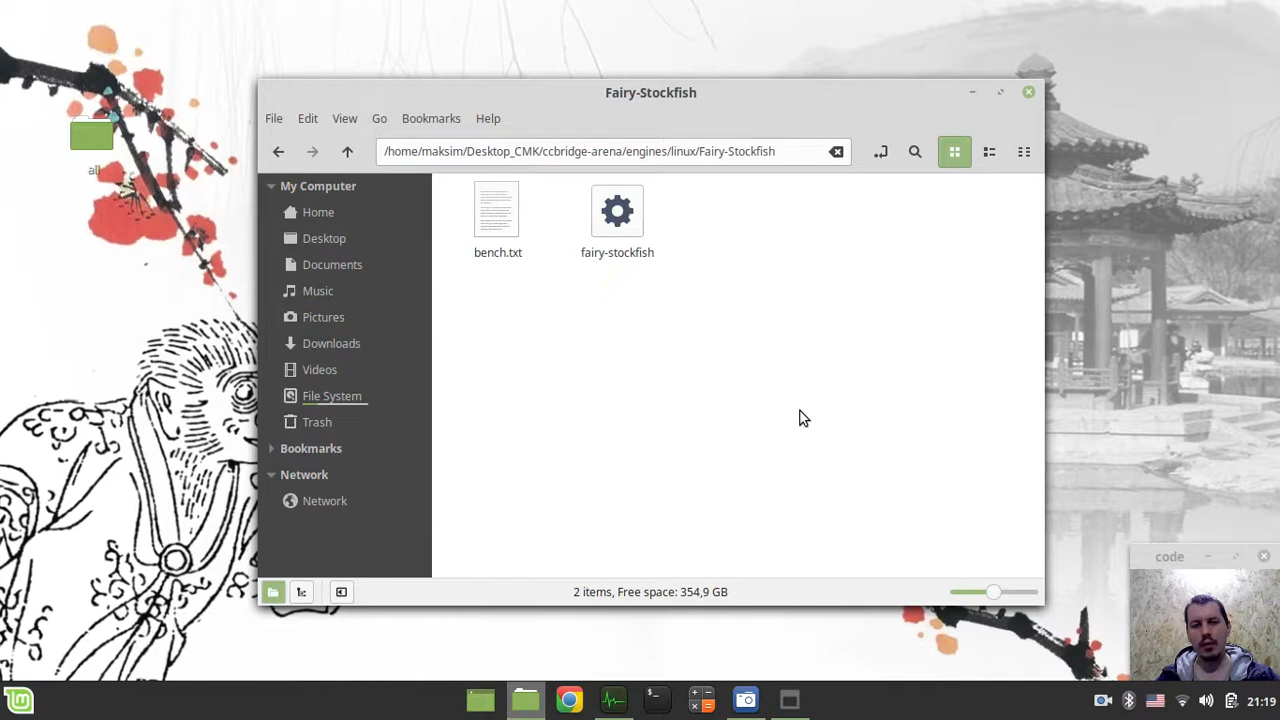 Fairy-Stockfish
File Edit View Go Bookmarks Help
/home/maksim/Desktop_CMK/ccbridge-arena/engines/linux/Fairy-Stockfish
My Computer
Home
Desktop
Documents
Music
Pictures
Downloads
Videos
File System
Trash
Bookmarks
Network
Network
bench.txt
fairy-stockfish
2 items, Free space: 354,9 GB
all
code
21:19